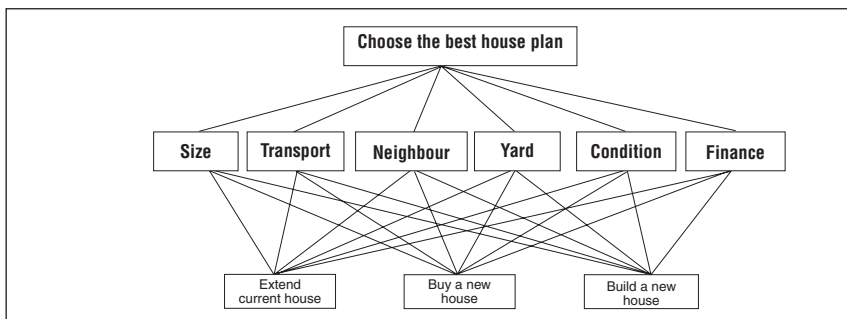 Choose the best house plan
Size
Transport
Neighbour
Yard
Condition
Finance
Extend
current house
Buy a new
house
Build a new
house